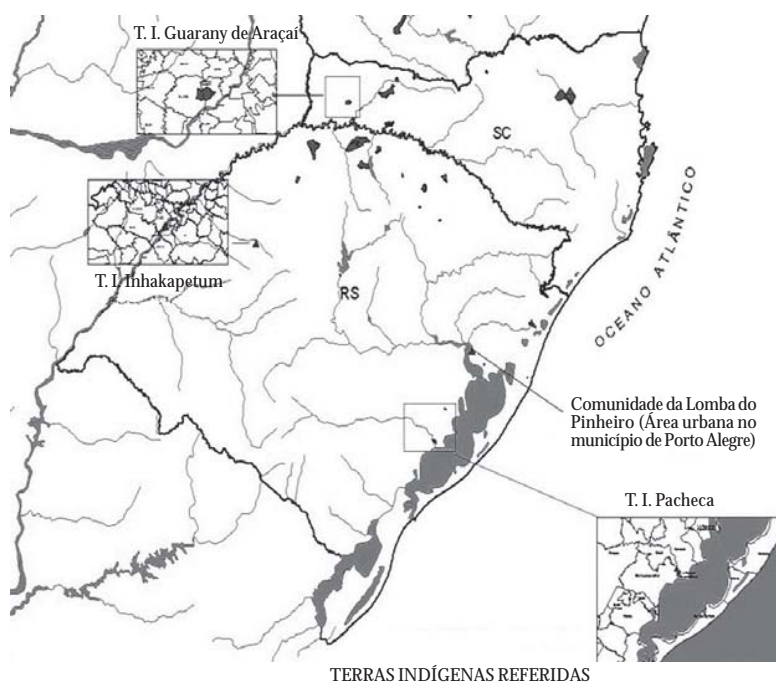 T. I. Guarany de Araçaí
SC
OCEANO ATLÂNTICO
T. I. Inhakapetum
RS
Comunidade da Lomba do
Pinheiro (Área urbana no
município de Porto Alegre)
T. I. Pacheca
TERRAS INDÍGENAS REFERIDAS